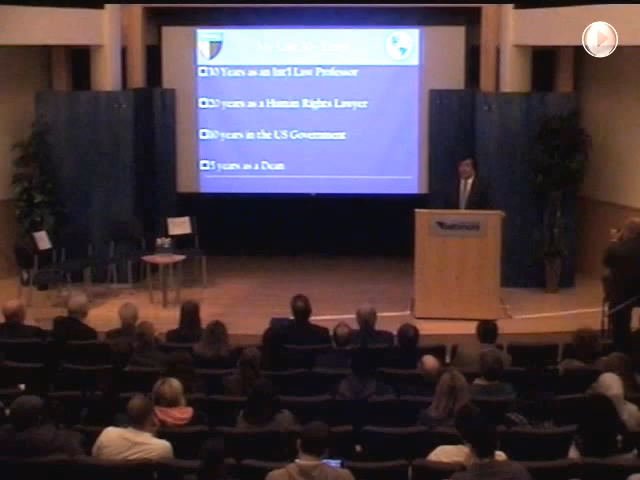 30 Years as an Int'l Law Professor
20 years as a Human Rights Lawyer
10 years in the US Government
5 years as a Dean